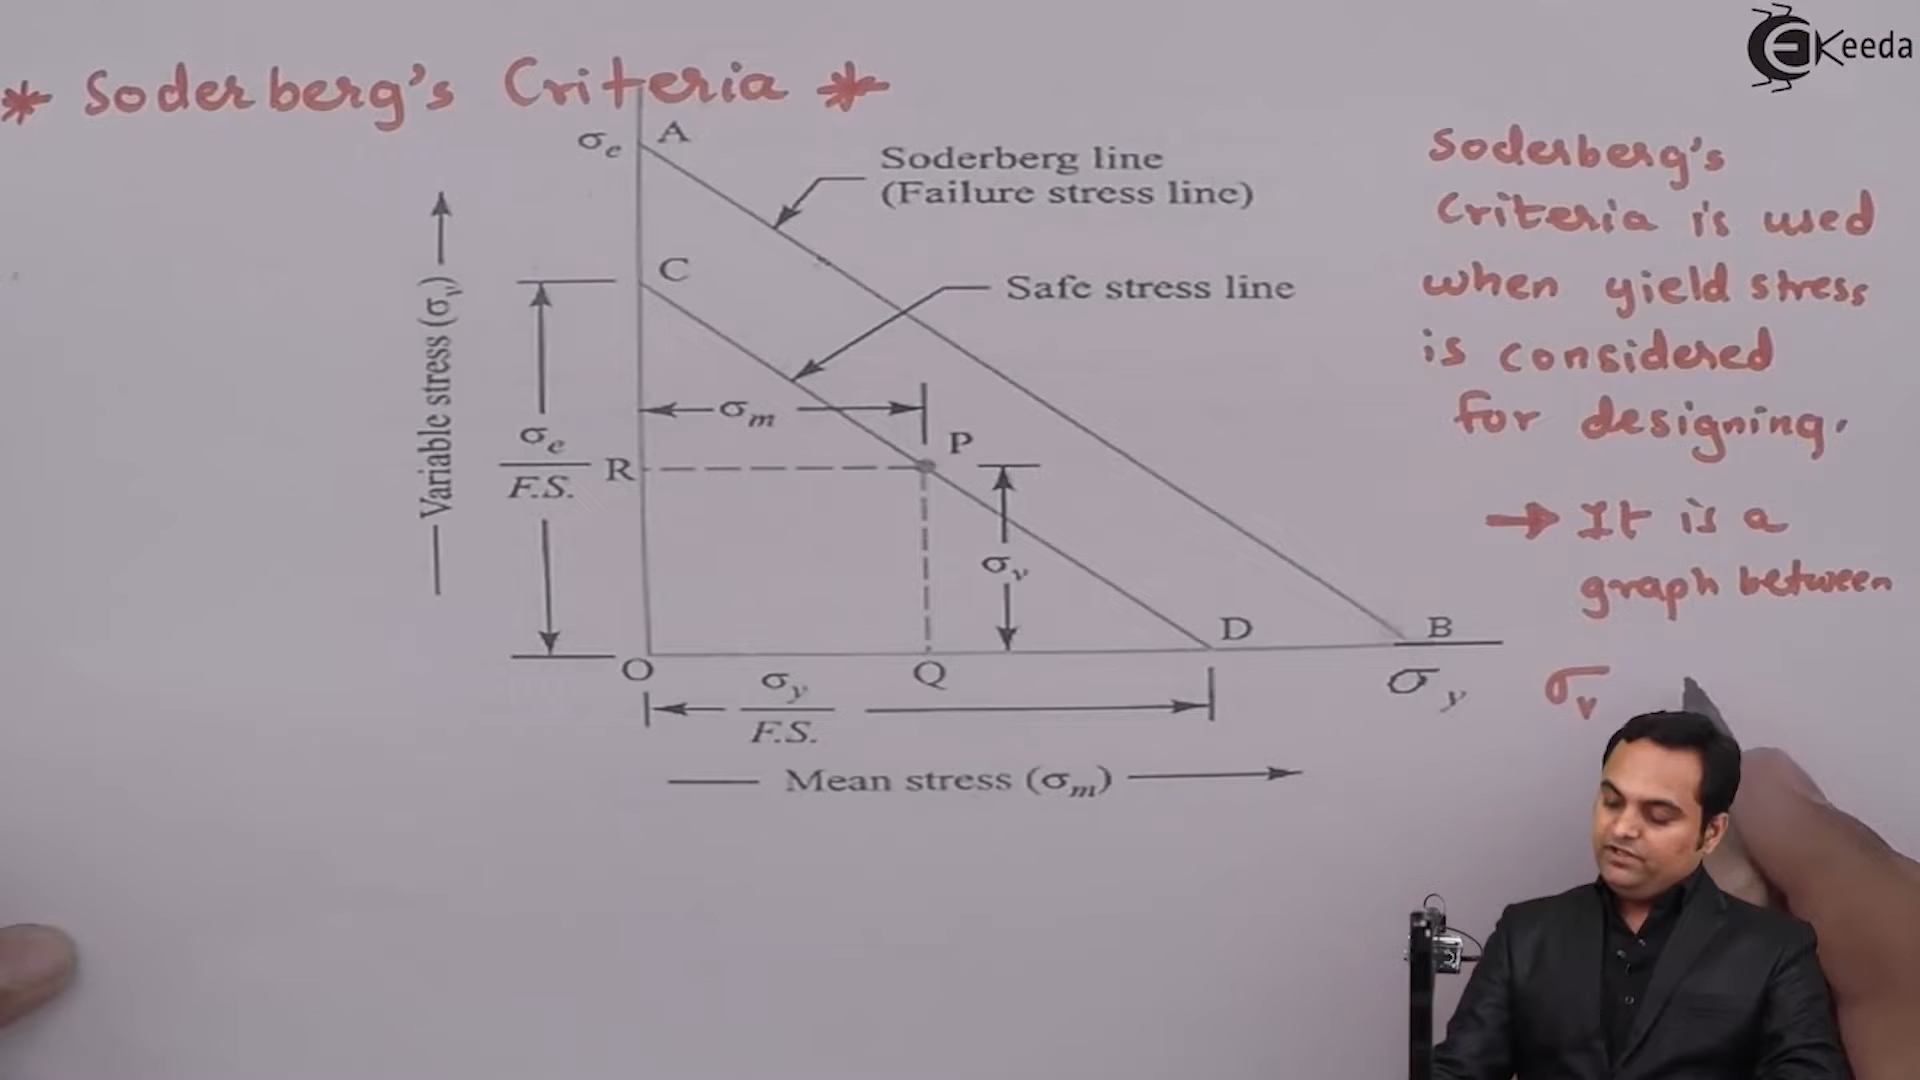 Keeda
* Soderberg's Criteria *
σe
A
Soderberg line
(Failure stress line)
C
Safe stress line
Variable stress (σv)
σm
P
σe
F.S.
R
σv
D
B
O
σy
F.S.
Q
σy
Mean stress (σm)
Soderberg's
Criteria is used
when yield stress
is considered
for designing.
→ It is a
graph between
σv